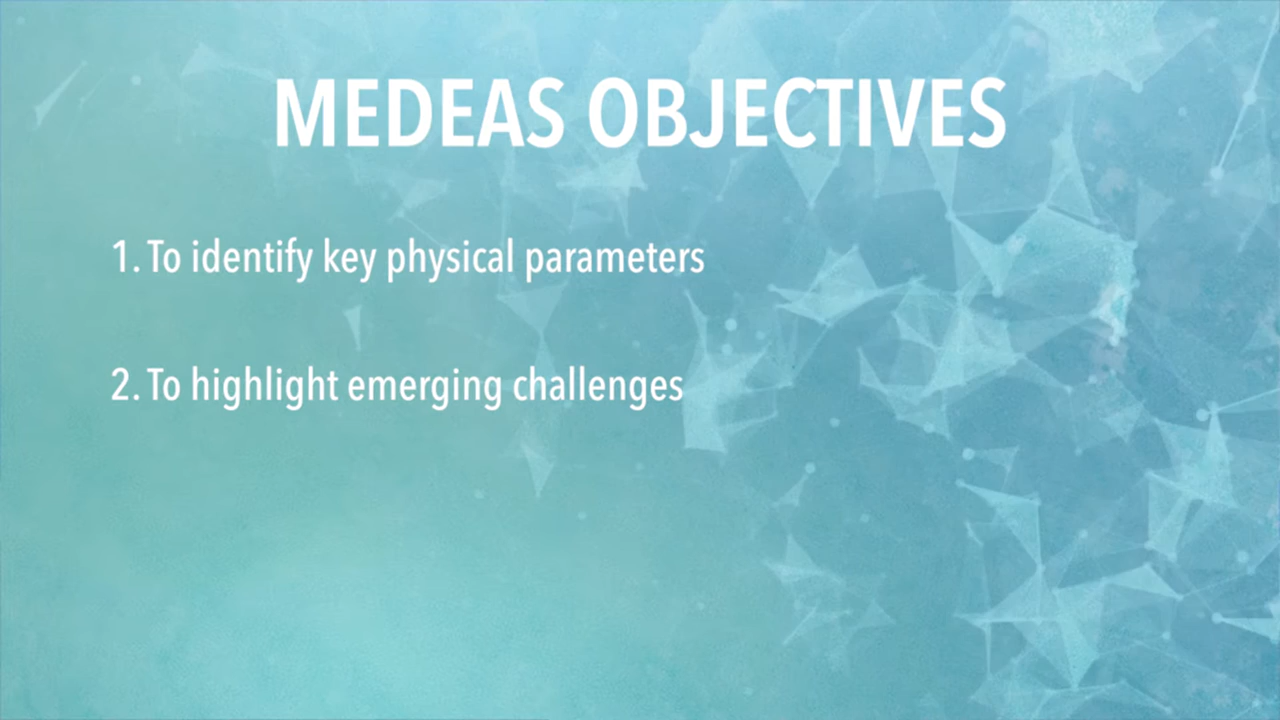 MEDEAS OBJECTIVES
1. To identify key physical parameters
2. To highlight emerging challenges